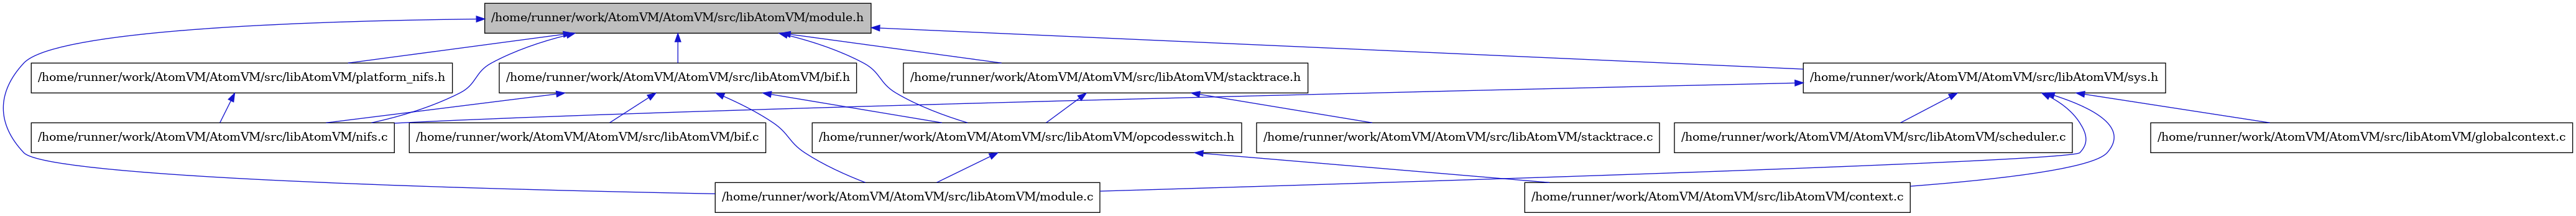 /home/runner/work/AtomVM/AtomVM/src/libAtomVM/module.h
/home/runner/work/AtomVM/AtomVM/src/libAtomVM/platform_nifs.h
/home/runner/work/AtomVM/AtomVM/src/libAtomVM/bif.h
/home/runner/work/AtomVM/AtomVM/src/libAtomVM/stacktrace.h
/home/runner/work/AtomVM/AtomVM/src/libAtomVM/sys.h
/home/runner/work/AtomVM/AtomVM/src/libAtomVM/nifs.c
/home/runner/work/AtomVM/AtomVM/src/libAtomVM/bif.c
/home/runner/work/AtomVM/AtomVM/src/libAtomVM/opcodesswitch.h
/home/runner/work/AtomVM/AtomVM/src/libAtomVM/stacktrace.c
/home/runner/work/AtomVM/AtomVM/src/libAtomVM/scheduler.c
/home/runner/work/AtomVM/AtomVM/src/libAtomVM/globalcontext.c
/home/runner/work/AtomVM/AtomVM/src/libAtomVM/module.c
/home/runner/work/AtomVM/AtomVM/src/libAtomVM/context.c